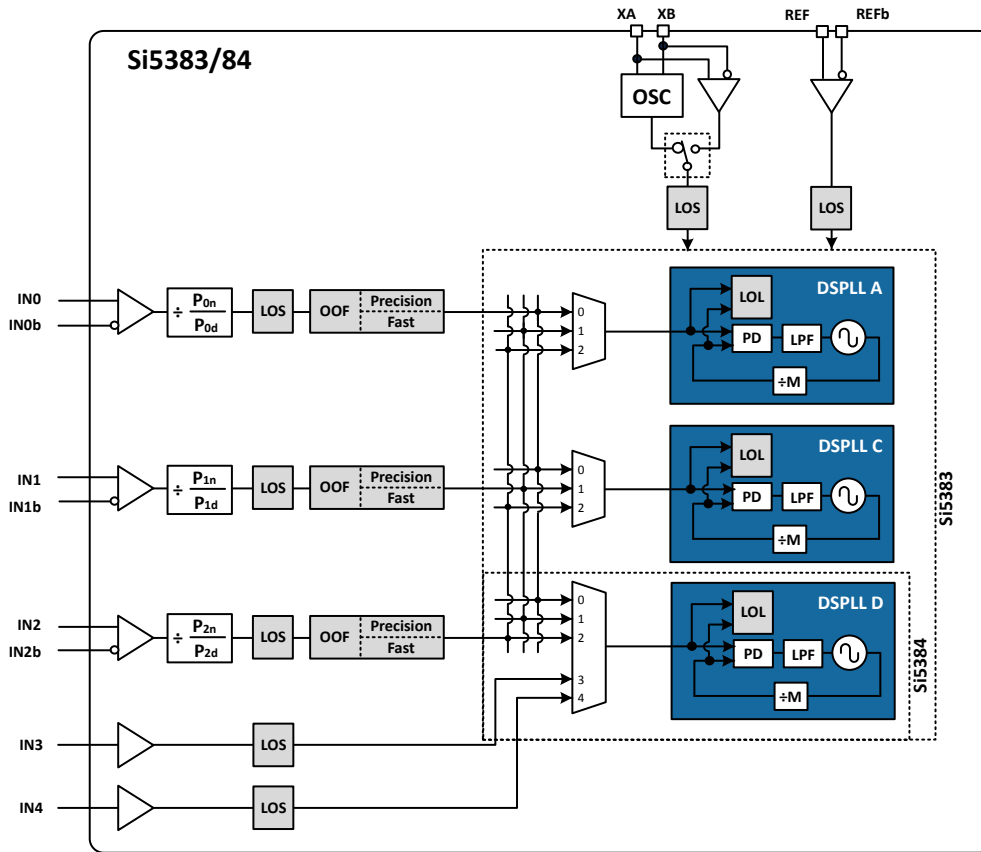 XA XB REF REFb
Si5383/84
OSC
LOS LOS
DSPLL A
LOL
IN0
IN0b
÷ P0n
P0d
LOS OOF Precision
Fast
0
1
2
PD LPF
÷M
DSPLL C
LOL
IN1
IN1b
÷ P1n
P1d
LOS OOF Precision
Fast
0
1
2
PD LPF
÷M
Si5383
DSPLL D
LOL
IN2
IN2b
÷ P2n
P2d
LOS OOF Precision
Fast
0
1
2
3
4
PD LPF
÷M
Si5384
IN3 LOS
IN4 LOS